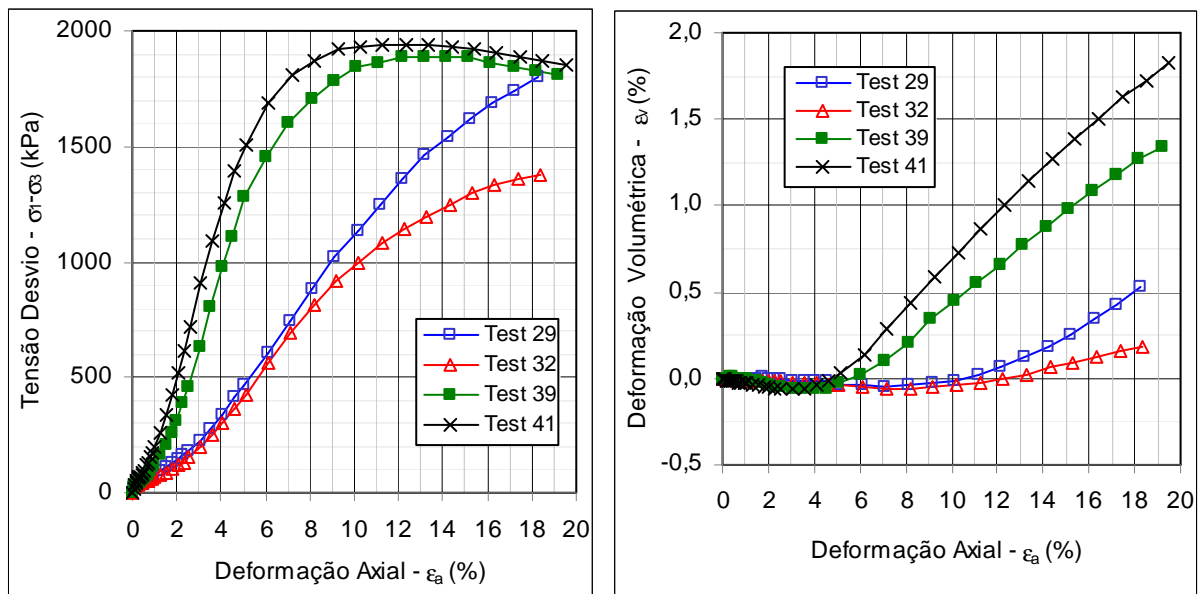 2000
1500
1000
500
0
Tensão Desvio - σ1-σ3 (kPa)
0 2 4 6 8 10 12 14 16 18 20
Deformação Axial - εa (%)
Test 29
Test 32
Test 39
Test 41
2,0
1,5
1,0
0,5
0,0
-0,5
Deformação Volumétrica - εv (%)
0 2 4 6 8 10 12 14 16 18 20
Deformação Axial - εa (%)
Test 29
Test 32
Test 39
Test 41